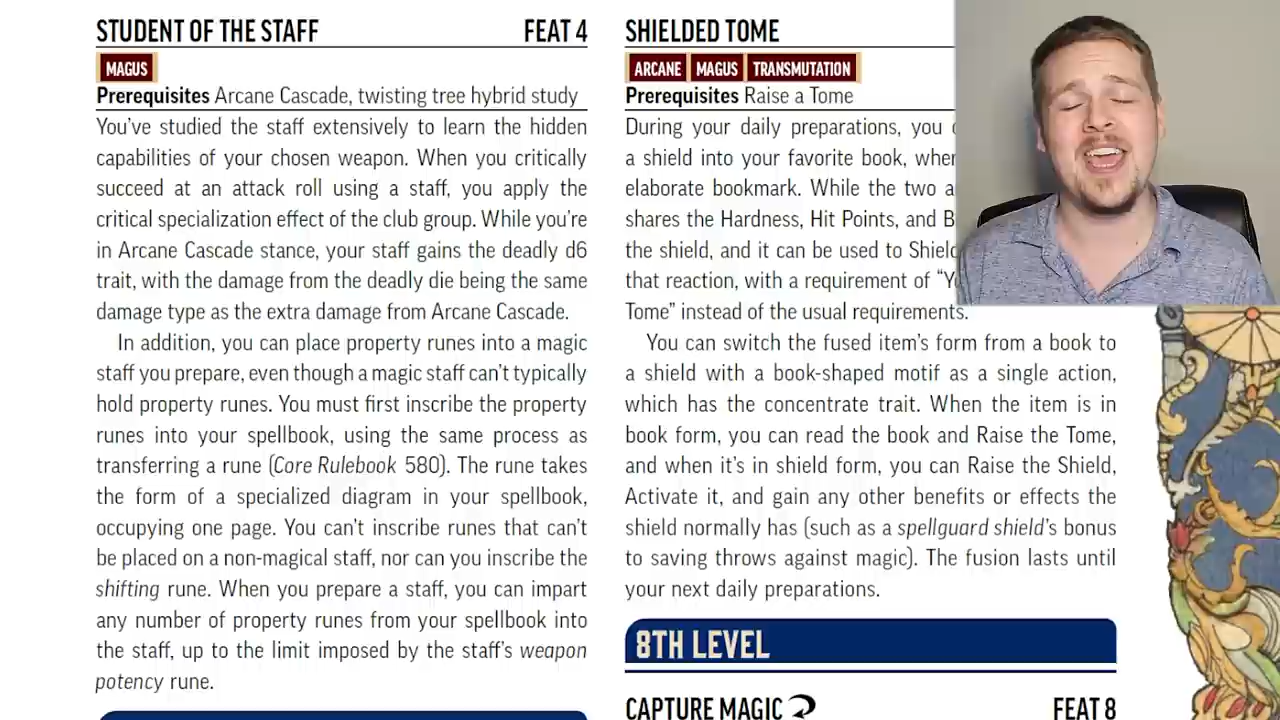 STUDENT OF THE STAFF FEAT 4
MAGUS
Prerequisites Arcane Cascade, twisting tree hybrid study
You've studied the staff extensively to learn the hidden
capabilities of your chosen weapon. When you critically
succeed at an attack roll using a staff, you apply the
critical specialization effect of the club group. While you're
in Arcane Cascade stance, your staff gains the deadly d6
trait, with the damage from the deadly die being the same
damage type as the extra damage from Arcane Cascade.
In addition, you can place property runes into a magic
staff you prepare, even though a magic staff can't typically
hold property runes. You must first inscribe the property
runes into your spellbook, using the same process as
transferring a rune (Core Rulebook 580). The rune takes
the form of a specialized diagram in your spellbook,
occupying one page. You can't inscribe runes that can't
be placed on a non-magical staff, nor can you inscribe the
shifting rune. When you prepare a staff, you can impart
any number of property runes from your spellbook into
the staff, up to the limit imposed by the staff's weapon
potency rune.
SHIELDED TOME
ARCANE MAGUS TRANSMUTATION
Prerequisites Raise a Tome
During your daily preparations, you
a shield into your favorite book,
elaborate bookmark. While the two
shares the Hardness, Hit Points, and
the shield, and it can be used to
that reaction, with a requirement of
Tome" instead of the usual requirements.
You can switch the fused item's form from a book to
a shield with a book-shaped motif as a single action,
which has the concentrate trait. When the item is in
book form, you can read the book and Raise the Tome,
and when it's in shield form, you can Raise the Shield,
Activate it, and gain any other benefits or effects the
shield normally has (such as a spellguard shield's bonus
to saving throws against magic). The fusion lasts until
your next daily preparations.
8TH LEVEL
CAPTURE MAGIC FEAT 8